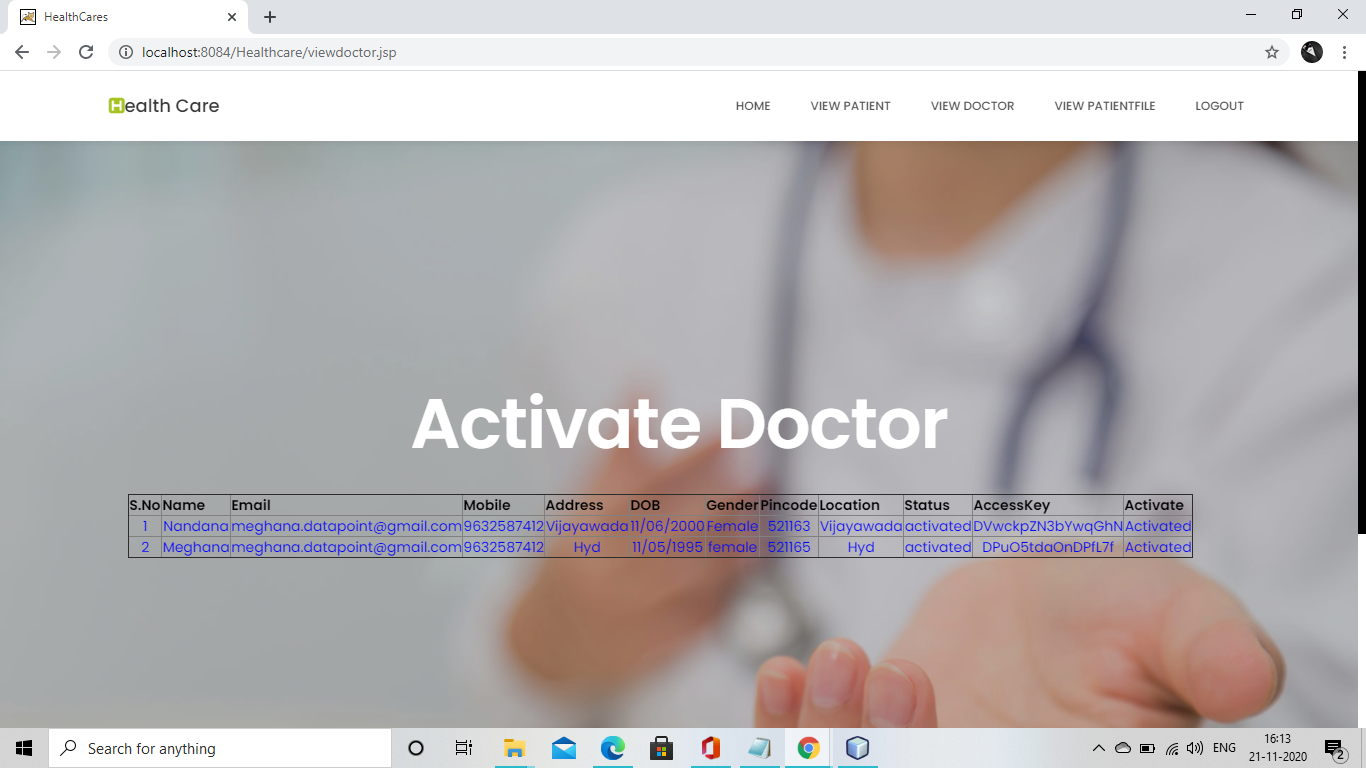 HealthCares
localhost:8084/Healthcare/viewdoctor.jsp
Health Care HOME VIEW PATIENT VIEW DOCTOR VIEW PATIENTFILE LOGOUT
Activate Doctor
S.No Name Email Mobile Address DOB Gender Pincode Location Status AccessKey Activate
1 Nandana meghana.datapoint@gmail.com 9632587412 Vijayawada 11/06/2000 Female 521163 Vijayawada activated DVwckpZN3bYwqGhN Activated
2 Meghana meghana.datapoint@gmail.com 9632587412 Hyd 11/05/1995 female 521165 Hyd activated DPuO5tdaOnDPfL7f Activated
Search for anything
ENG
16:13
21-11-2020
2